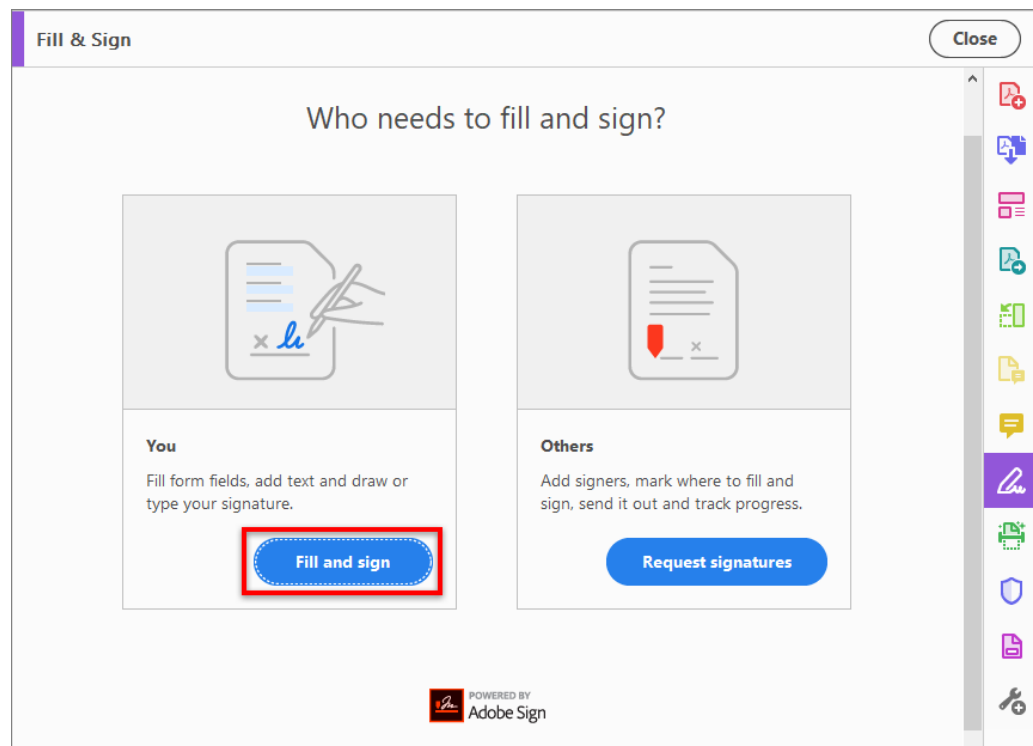 Fill & Sign
Close
Who needs to fill and sign?
You
Fill form fields, add text and draw or
type your signature.
Fill and sign
Others
Add signers, mark where to fill and
sign, send it out and track progress.
Request signatures
POWERED BY
Adobe Sign